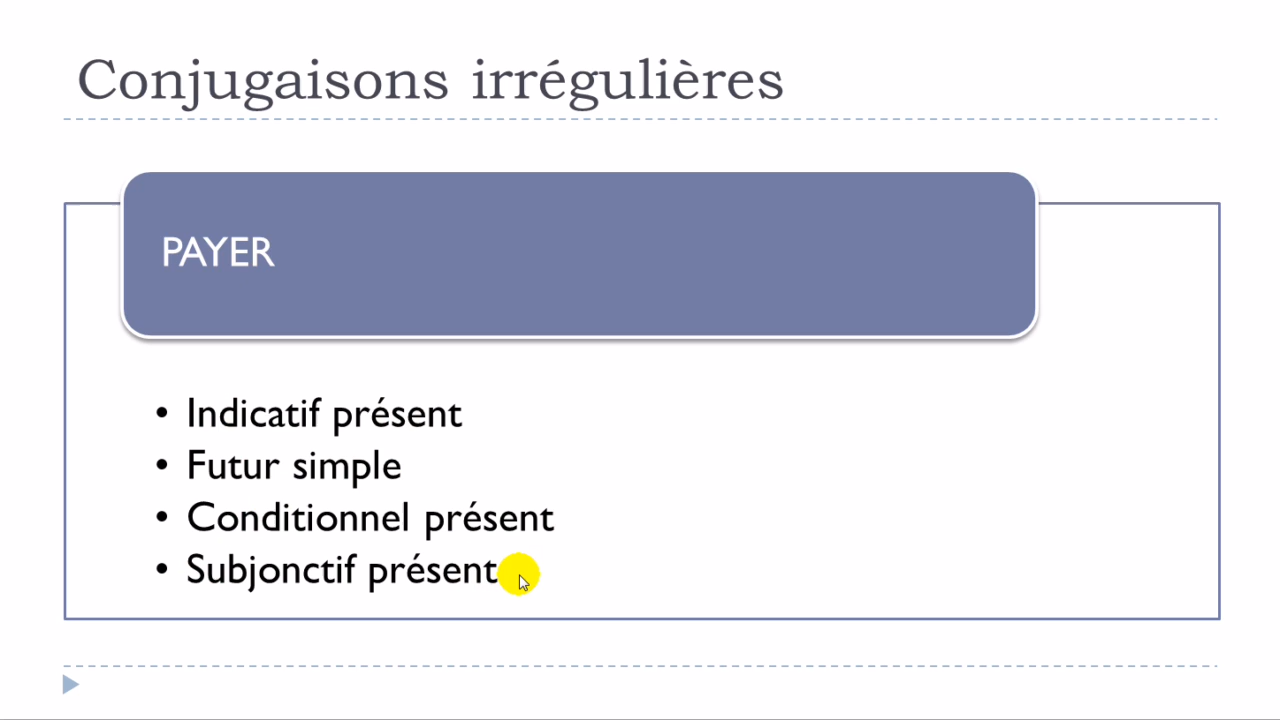 Conjugaisons irrégulières
PAYER
• Indicatif présent
• Futur simple
• Conditionnel présent
• Subjonctif présent